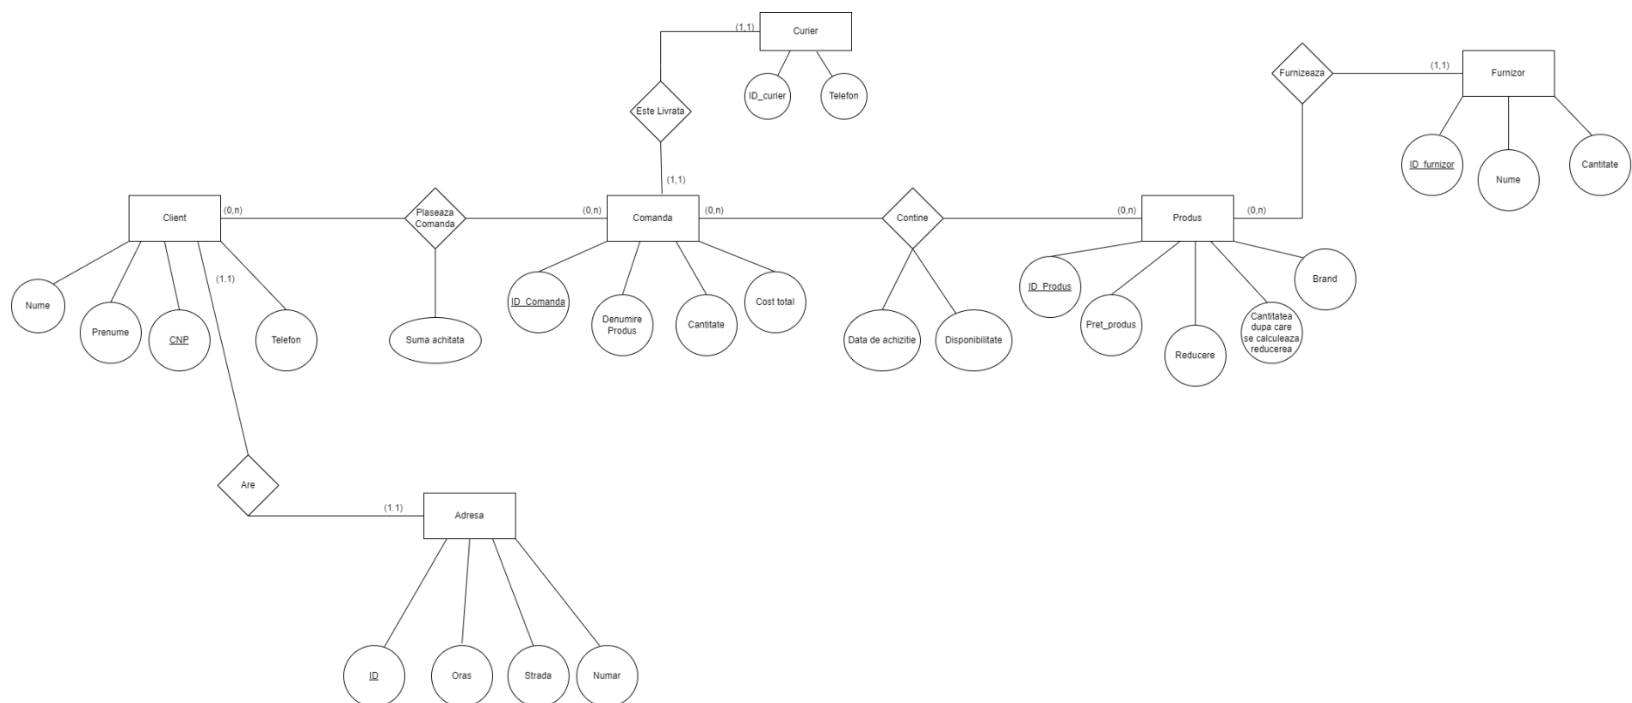 (1,1)
Curier
ID_curier
Telefon
Este Livrata
(1,1)
Furnizeaza
(1,1)
Furnizor
ID_furnizor
Nume
Cantitate
Client
(0,n)
Plaseaza
Comanda
(0,n)
Comanda
(0,n)
Contine
(0,n)
Produs
(0,n)
(1.1)
Nume
Prenume
CNP
Telefon
Suma achitata
ID_Comanda
Denumire
Produs
Cantitate
Cost total
Data de achizitie
Disponibilitate
ID_Produs
Pret_produs
Reducere
Cantitatea
dupa care
se calculeaza
reducerea
Brand
Are
(1.1)
Adresa
ID
Oras
Strada
Numar